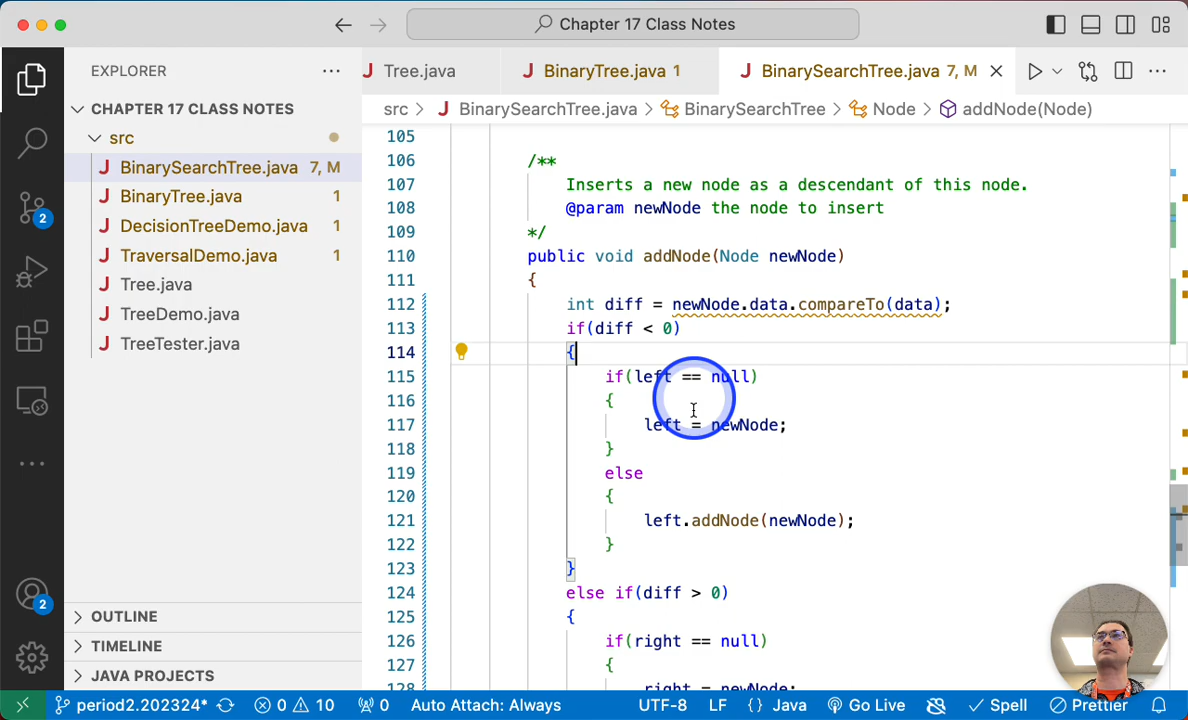 Chapter 17 Class Notes
EXPLORER
Tree.java
BinaryTree.java 1
BinarySearchTree.java 7, M
CHAPTER 17 CLASS NOTES
src > BinarySearchTree.java > BinarySearchTree > Node > addNode(Node)
src
BinarySearchTree.java 7, M
BinaryTree.java 1
DecisionTreeDemo.java 1
TraversalDemo.java 1
Tree.java
TreeDemo.java
TreeTester.java
105
106 /**
107 Inserts a new node as a descendant of this node.
108 @param newNode the node to insert
109 */
110 public void addNode(Node newNode)
111 {
112 int diff = newNode.data.compareTo(data);
113 if(diff < 0)
114 {
115 if(left == null)
116 {
117 left = newNode;
118 }
119 else
120 {
121 left.addNode(newNode);
122 }
123 }
124 else if(diff > 0)
125 {
126 if(right == null)
127 {
128 right = newNode;
2
2
OUTLINE
TIMELINE
JAVA PROJECTS
period2.202324* 0 10 0 Auto Attach: Always UTF-8 LF {} Java Go Live Spell Prettier